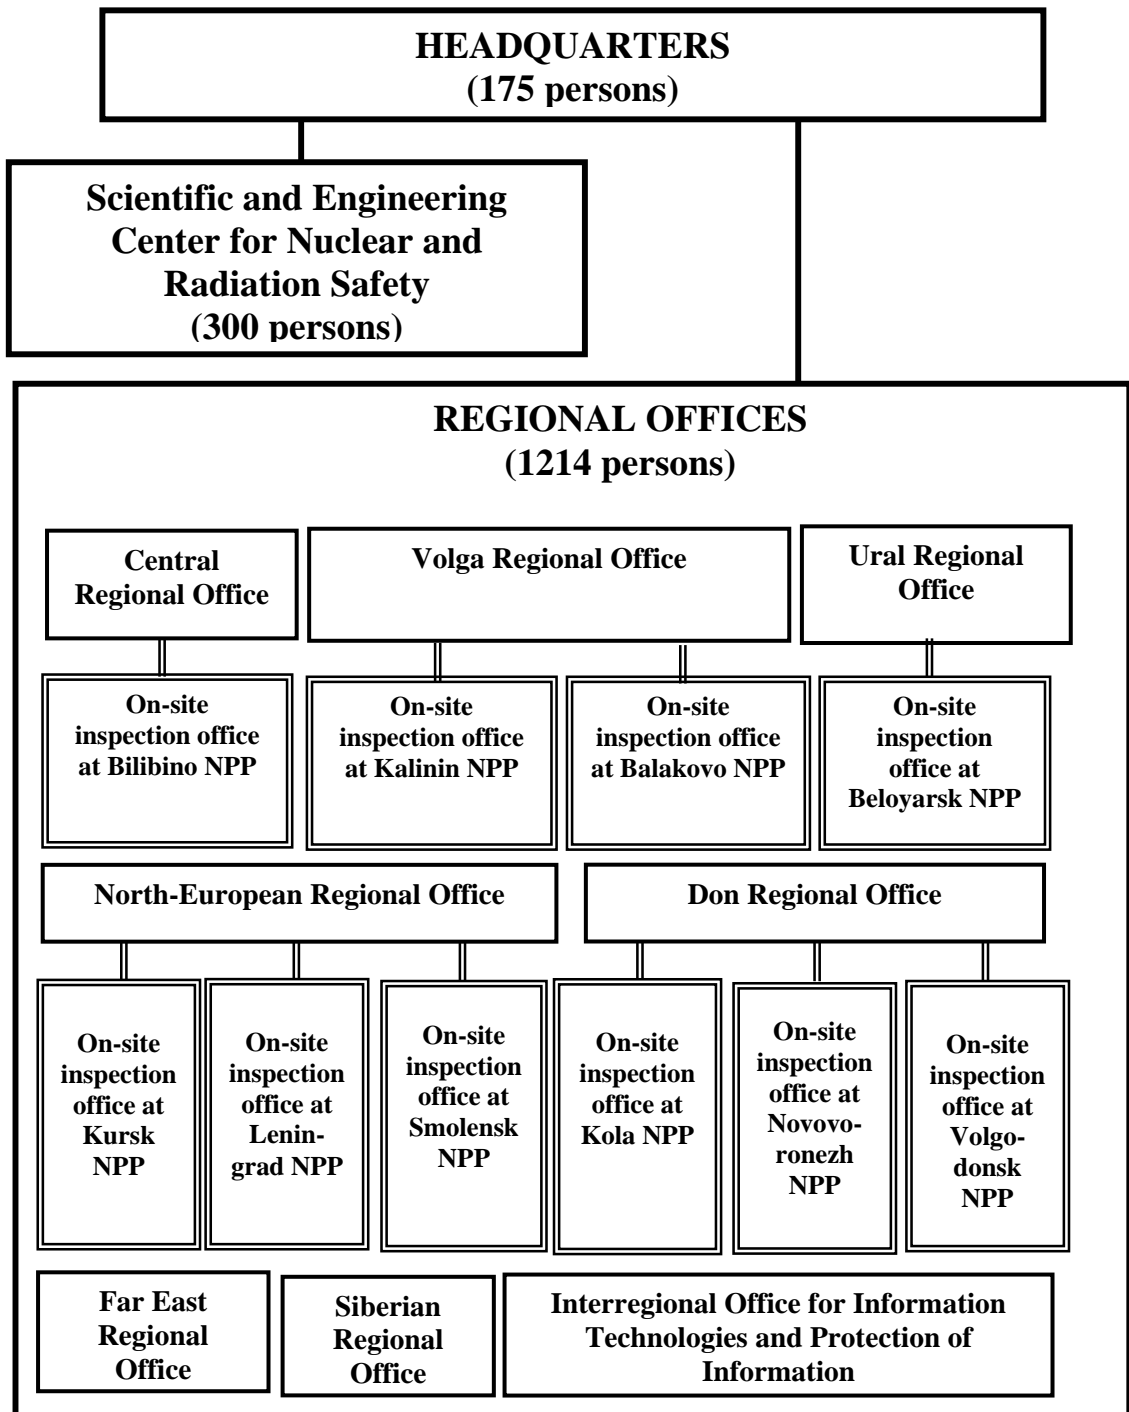 HEADQUARTERS
(175 persons)
Scientific and Engineering
Center for Nuclear and
Radiation Safety
(300 persons)
REGIONAL OFFICES
(1214 persons)
Central
Regional Office
Volga Regional Office
Ural Regional
Office
On-site
inspection office
at Bilibino NPP
On-site
inspection office
at Kalinin NPP
On-site
inspection office
at Balakovo NPP
On-site
inspection
office at
Beloyarsk NPP
North-European Regional Office
Don Regional Office
On-site
inspection
office at
Kursk
NPP
On-site
inspection
office at
Lenin-
grad NPP
On-site
inspection
office at
Smolensk
NPP
On-site
inspection
office at
Kola NPP
On-site
inspection
office at
Novovo-
ronezh
NPP
On-site
inspection
office at
Volgo-
donsk
NPP
Far East
Regional
Office
Siberian
Regional
Office
Interregional Office for Information
Technologies and Protection of
Information